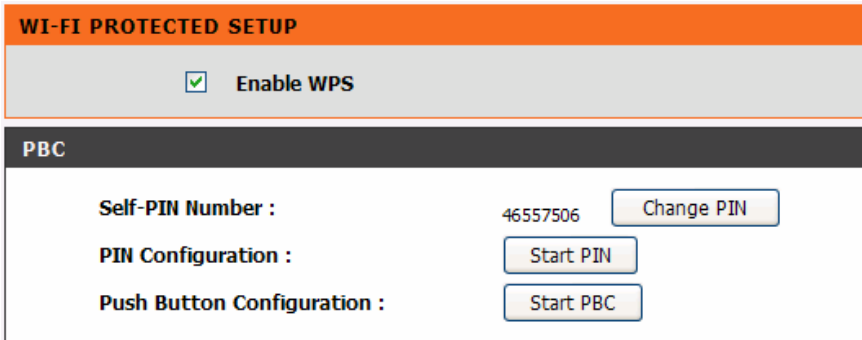 WI-FI PROTECTED SETUP
Enable WPS
PBC
Self-PIN Number : 46557506 Change PIN
PIN Configuration : Start PIN
Push Button Configuration : Start PBC